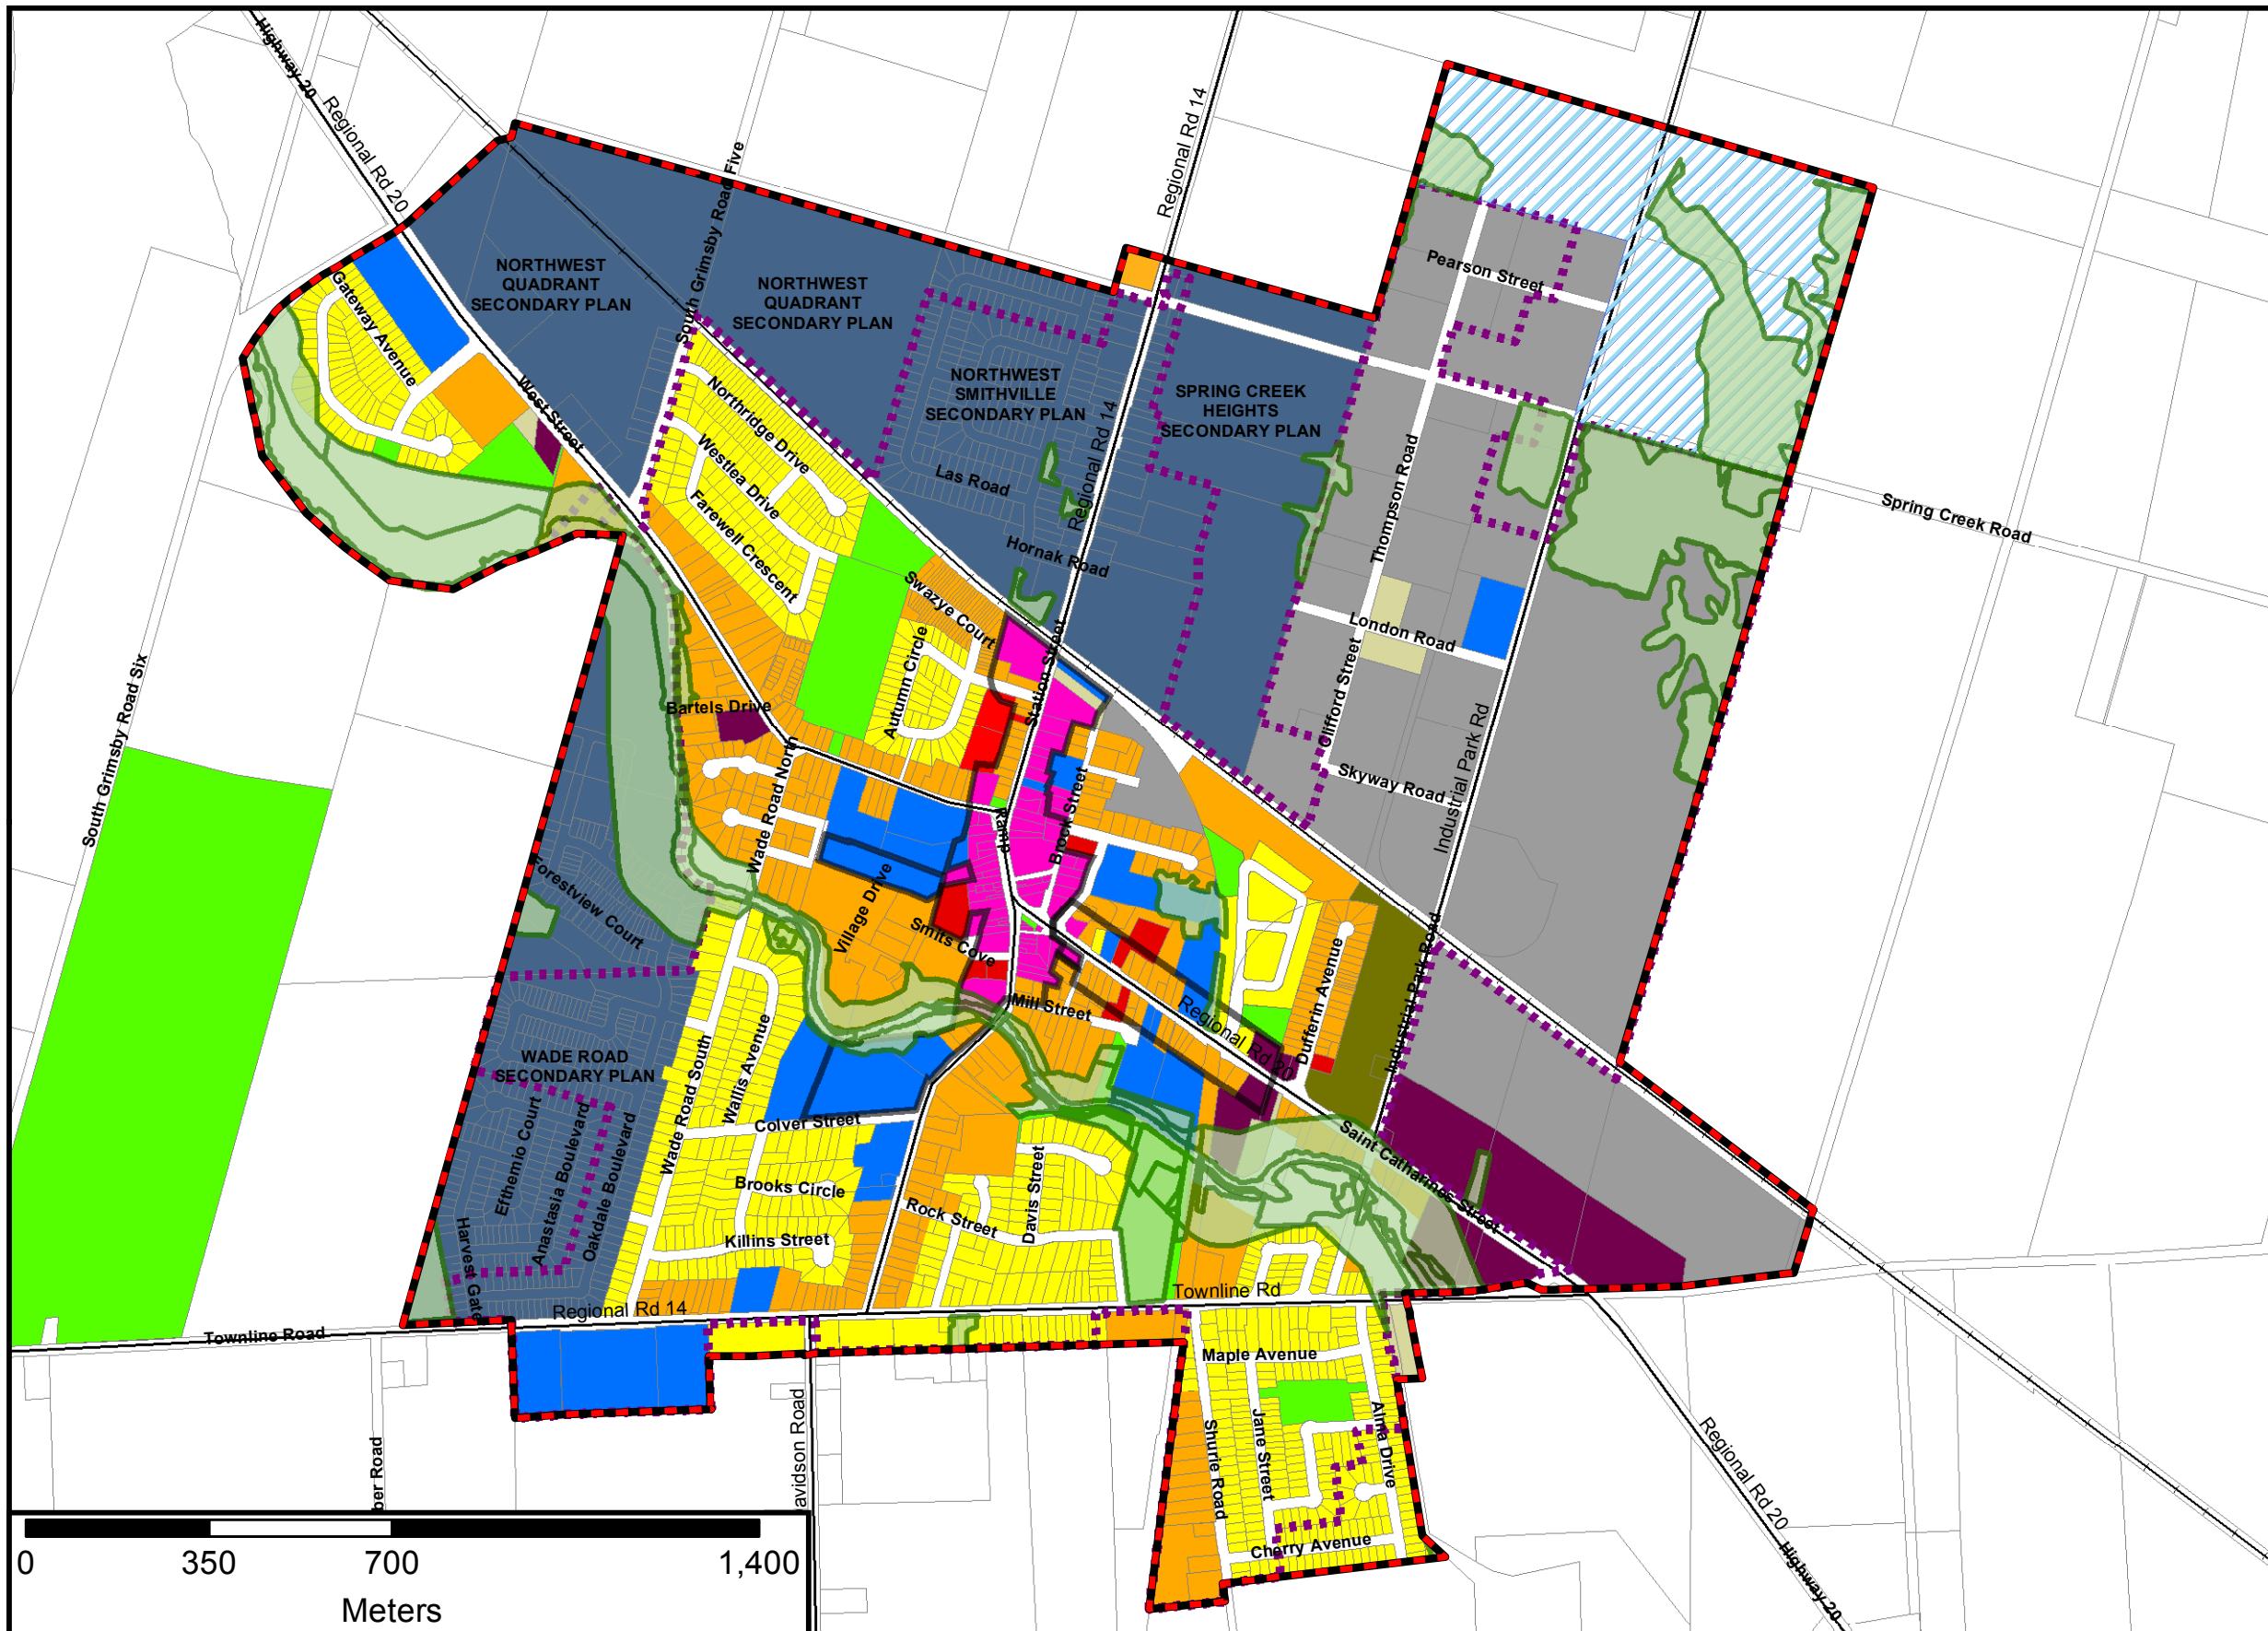 Highway 20
Regional Rd 20
South Grimsby Road Five
Regional Rd 14
NORTHWEST
QUADRANT
SECONDARY PLAN
NORTHWEST
QUADRANT
SECONDARY PLAN
Pearson Street
Gateway Avenue
West Street
Northridge Drive
Westlea Drive
Farewell Crescent
NORTHWEST
SMITHVILLE
SECONDARY PLAN
SPRING CREEK
HEIGHTS
SECONDARY PLAN
Las Road
Regional Rd 14
Hornak Road
Thompson Road
Spring Creek Road
Swazye Court
Autumn Circle
Station Street
London Road
Clifford Street
Skyway Road
Industrial Park Rd
South Grimsby Road Six
Bartels Drive
Wade Road North
Ramp
Brock Street
Forestview Court
Village Drive
Smits Cove
Mill Street
Regional Rd 20
Dufferin Avenue
Industrial Park Road
WADE ROAD
SECONDARY PLAN
Wade Road South
Wallis Avenue
Colver Street
Efthemio Court
Anastasia Boulevard
Oakdale Boulevard
Harvest Gate
Brooks Circle
Killins Street
Rock Street
Davis Street
Saint Catharines Street
Regional Rd 14
Townline Rd
Townline Road
Maple Avenue
Shurie Road
Jane Street
Alma Drive
Cherry Avenue
ber Road
avidson Road
Regional Rd 20
Highway 20
0 350 700 1,400
Meters